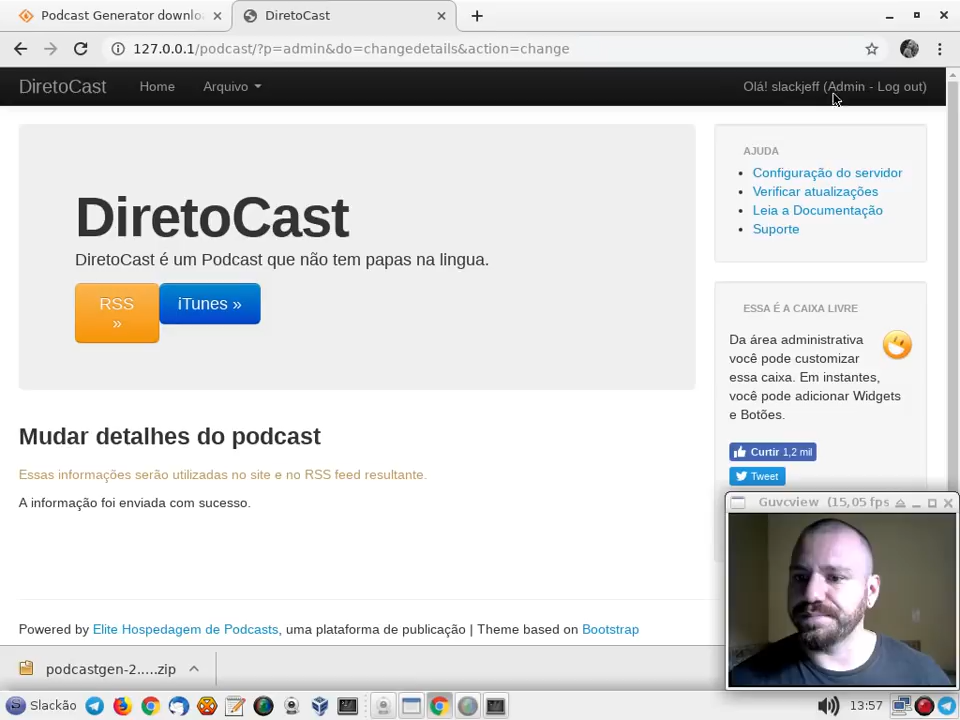 Podcast Generator downlo
DiretoCast
127.0.0.1/podcast/?p=admin&do=changedetails&action=change
DiretoCast
Home
Arquivo
Olá! slackjeff (Admin - Log out)
DiretoCast
DiretoCast é um Podcast que não tem papas na lingua.
RSS
»
iTunes »
Mudar detalhes do podcast
Essas informações serão utilizadas no site e no RSS feed resultante.
A informação foi enviada com sucesso.
AJUDA
Configuração do servidor
Verificar atualizações
Leia a Documentação
Suporte
ESSA É A CAIXA LIVRE
Da área administrativa
você pode customizar
essa caixa. Em instantes,
você pode adicionar Widgets
e Botões.
Curtir 1,2 mil
Tweet
Guvcview (15,05 fps
Powered by Elite Hospedagem de Podcasts, uma plataforma de publicação | Theme based on Bootstrap
podcastgen-2.....zip
Slackão
13:57